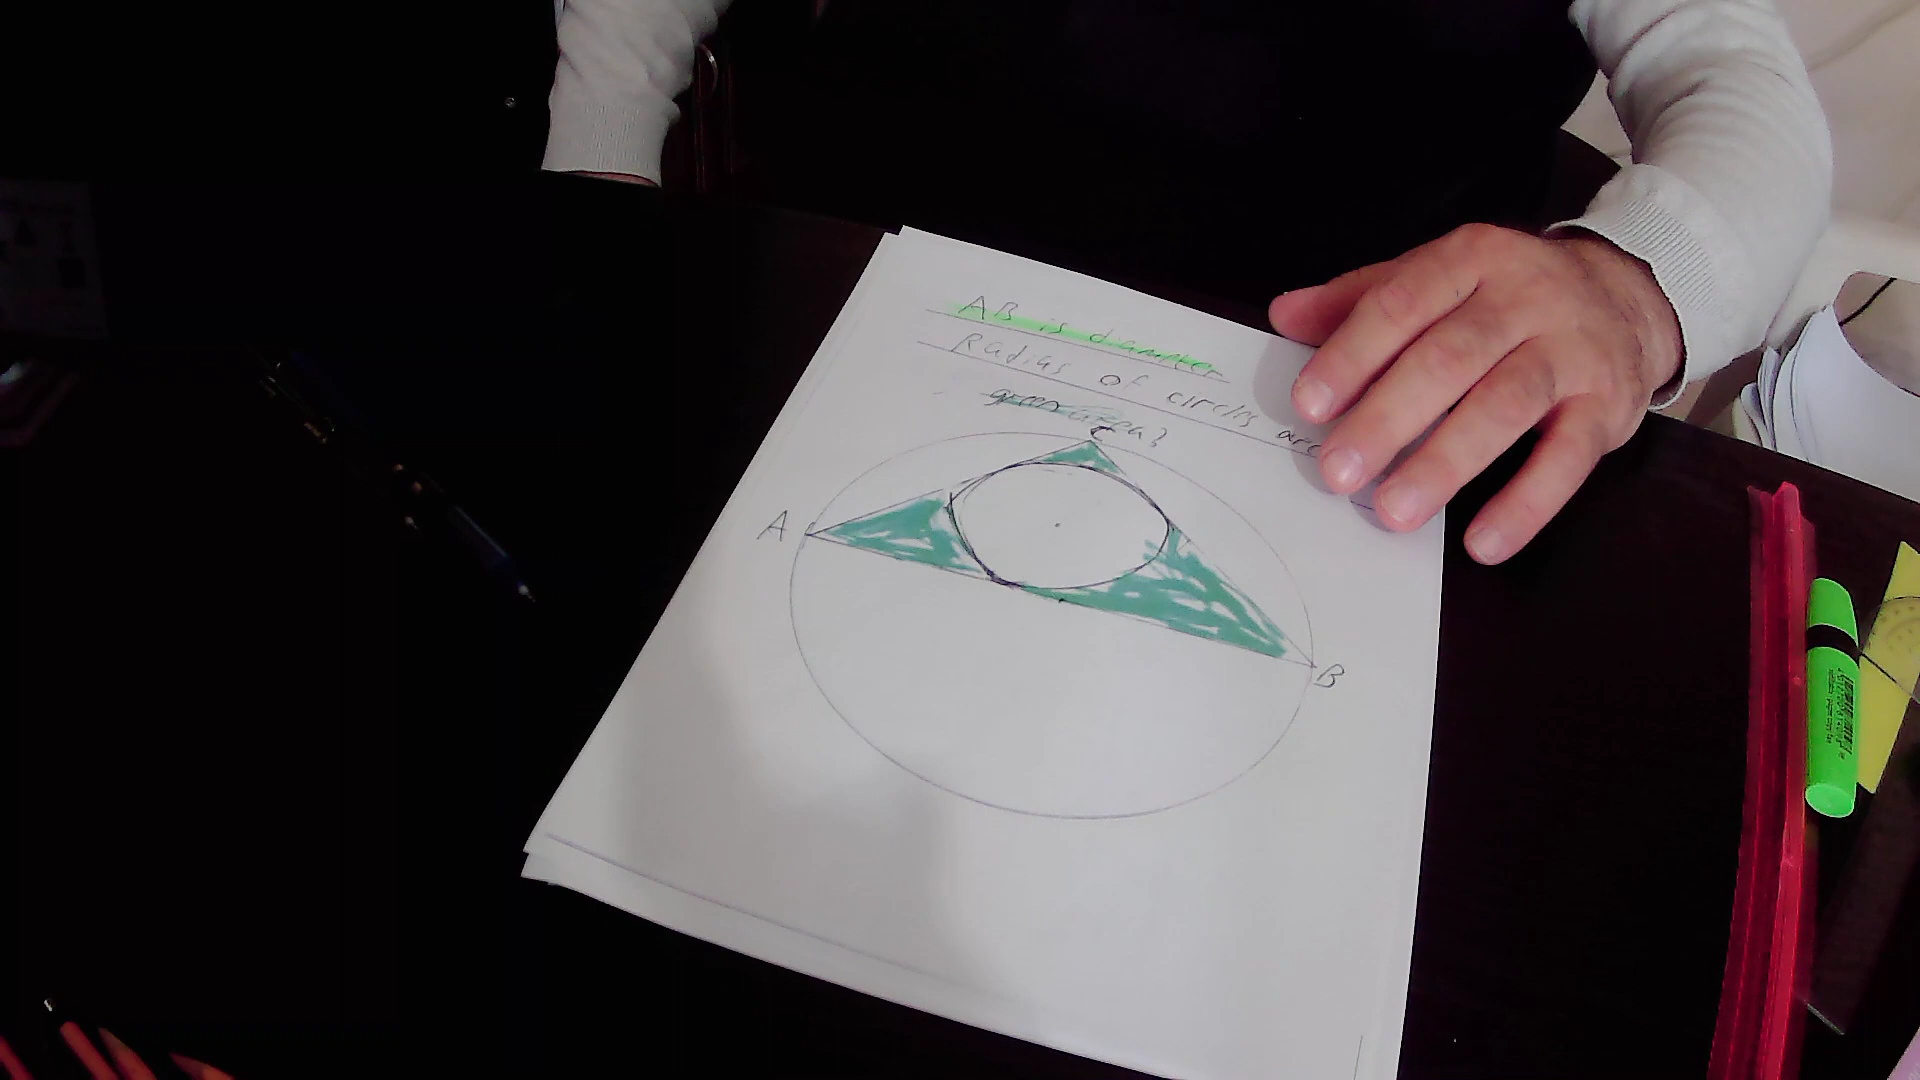 AB is diameter
Radius of circles are
green area?
C
A
B